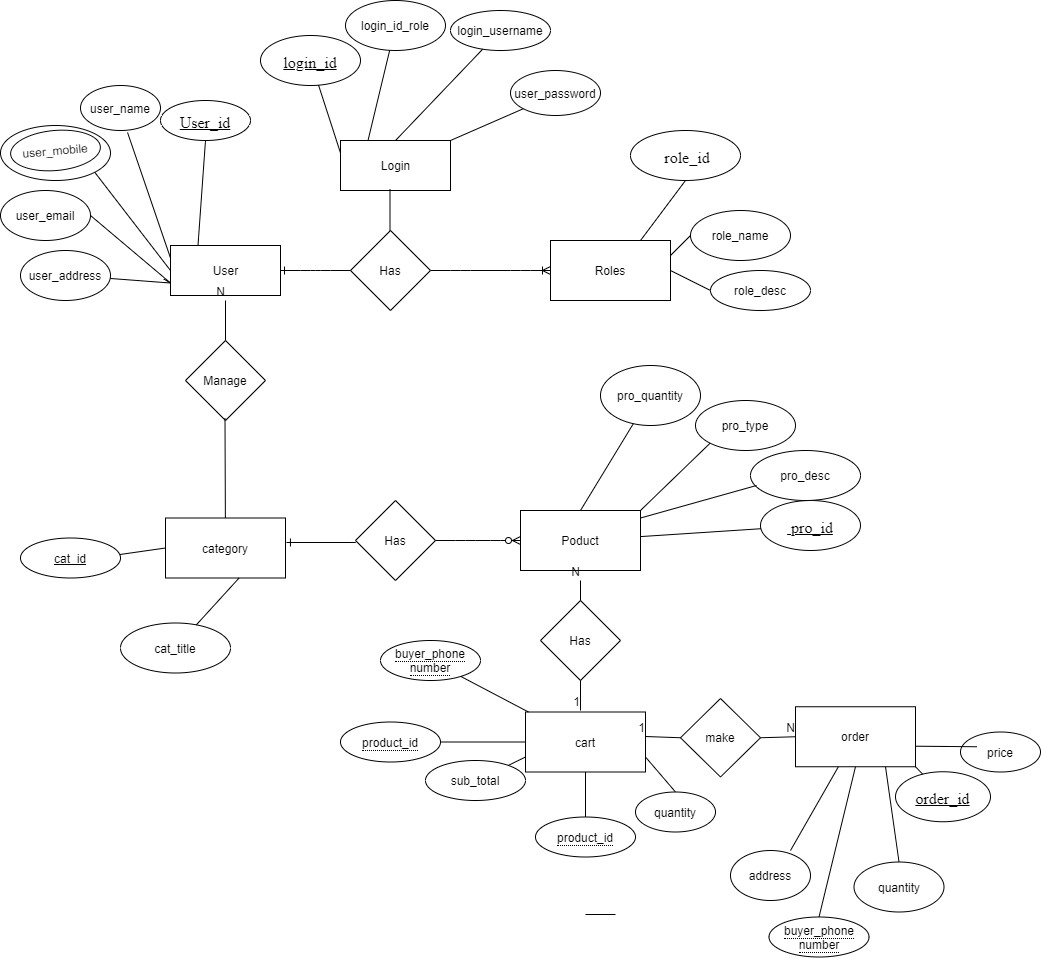 login_id_role
login_username
login_id
user_password
user_name
User_id
user_mobile
Login
role_id
user_email
role_name
user_address
User
Has
Roles
role_desc
N
Manage
pro_quantity
pro_type
pro_desc
pro_id
category
Has
Poduct
cat_id
N
cat_title
Has
buyer_phone
number
1
product_id
cart
1
make
N
order
price
sub_total
quantity
order_id
product_id
address
quantity
buyer_phone
number